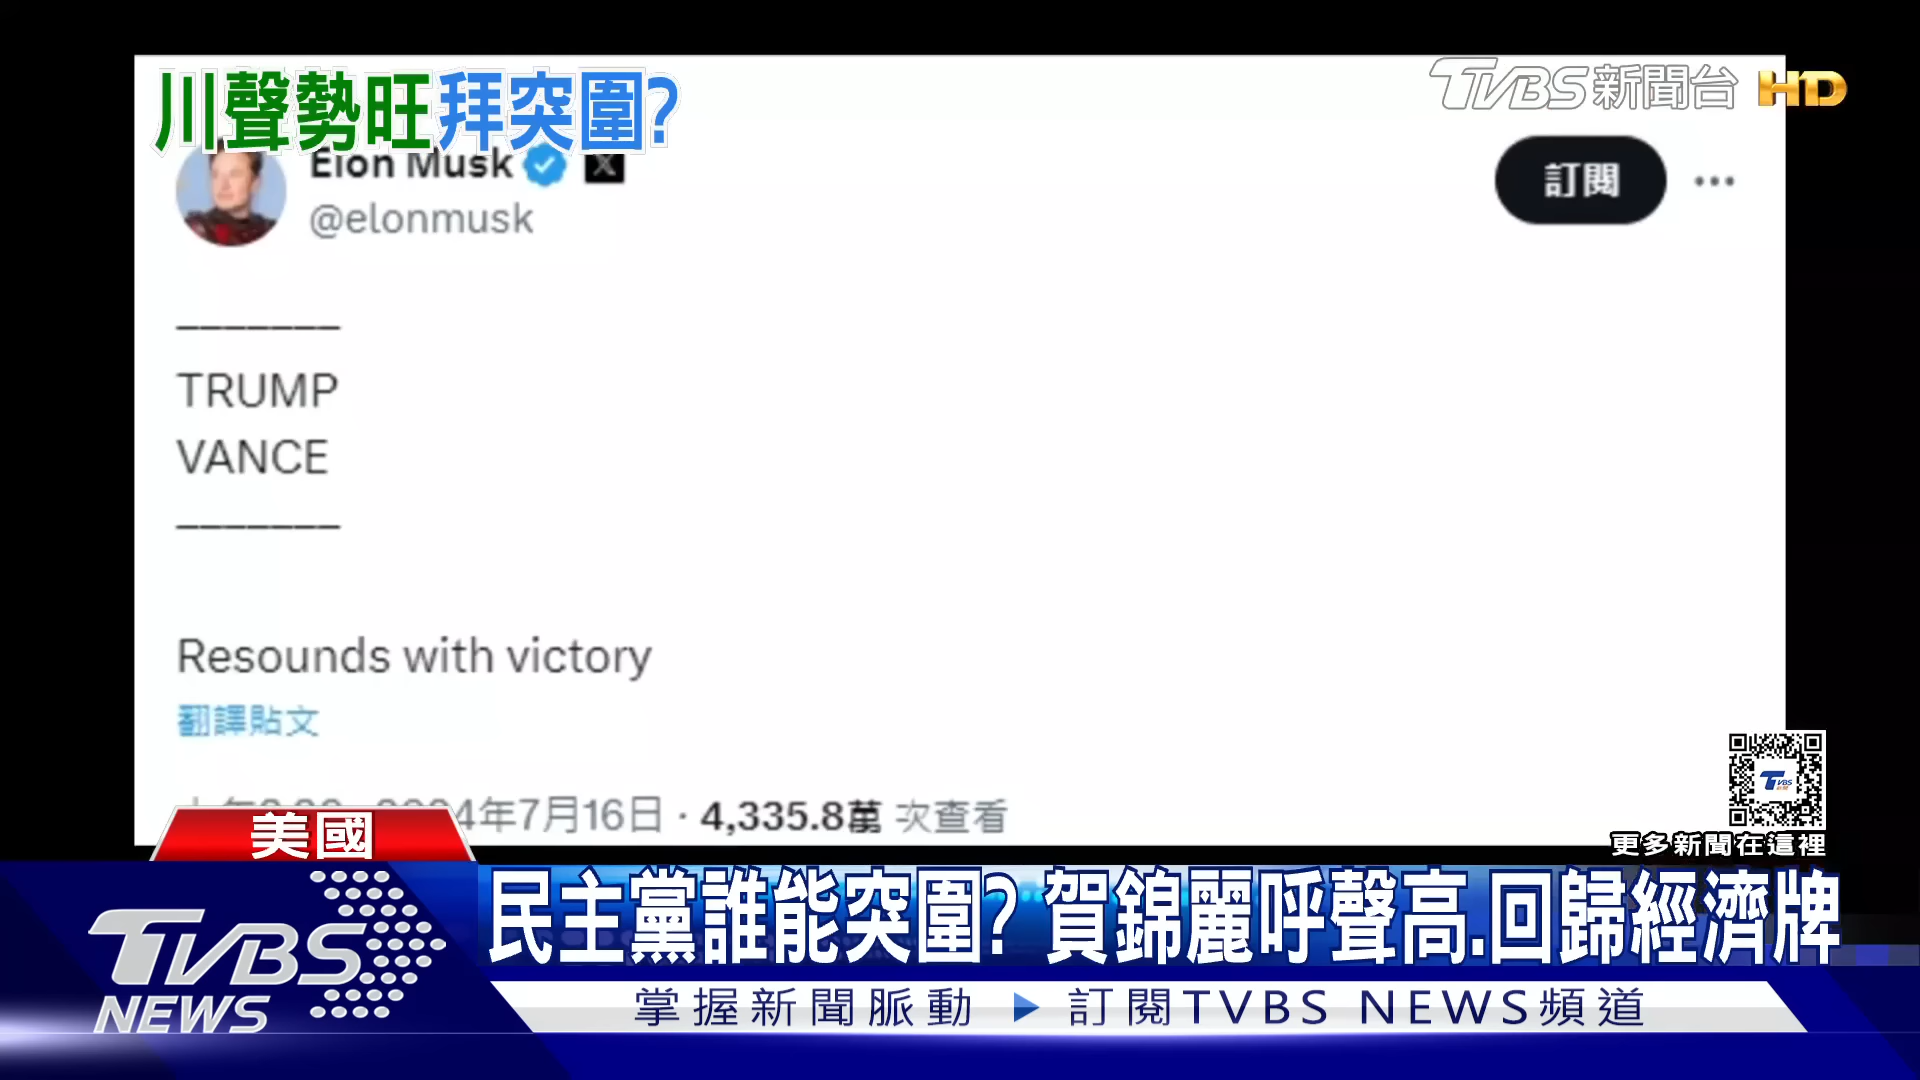 川聲勢旺拜突圍?
TVBS新聞台 HD
Elon Musk
@elonmusk
訂閱
-------
TRUMP
VANCE
-------
Resounds with victory
翻譯貼文
4年7月16日 · 4,335.8萬 次查看
更多新聞在這裡
美國
民主黨誰能突圍? 賀錦麗呼聲高.回歸經濟牌
TVBS NEWS
掌握新聞脈動 ▶ 訂閱TVBS NEWS頻道